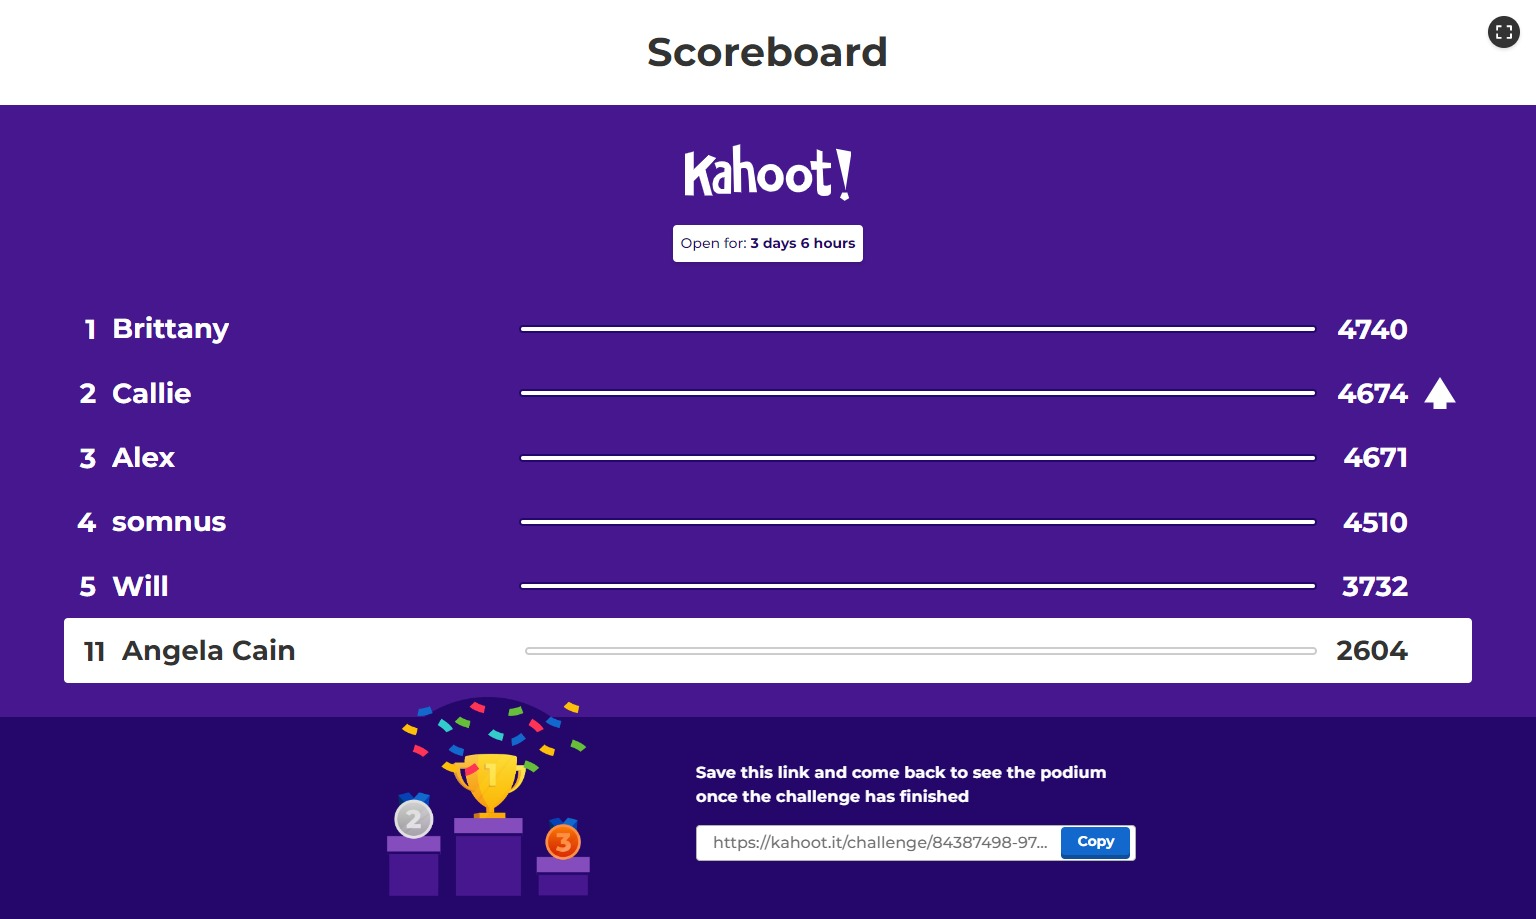 Scoreboard
Kahoot!
Open for: 3 days 6 hours
1 Brittany 4740
2 Callie 4674
3 Alex 4671
4 somnus 4510
5 Will 3732
11 Angela Cain 2604
1
2
3
Save this link and come back to see the podium
once the challenge has finished
https://kahoot.it/challenge/84387498-97... Copy